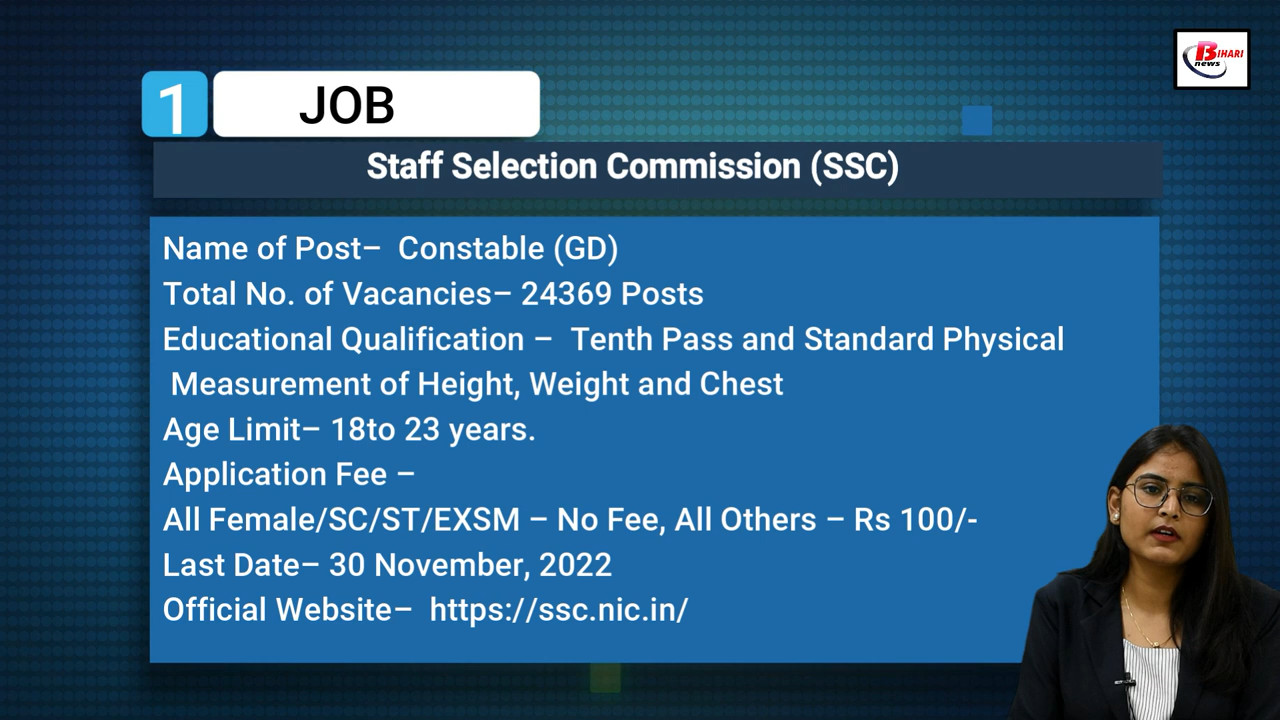 BIHARI
news
1 JOB
Staff Selection Commission (SSC)
Name of Post– Constable (GD)
Total No. of Vacancies– 24369 Posts
Educational Qualification – Tenth Pass and Standard Physical
Measurement of Height, Weight and Chest
Age Limit– 18to 23 years.
Application Fee –
All Female/SC/ST/EXSM – No Fee, All Others – Rs 100/-
Last Date– 30 November, 2022
Official Website– https://ssc.nic.in/